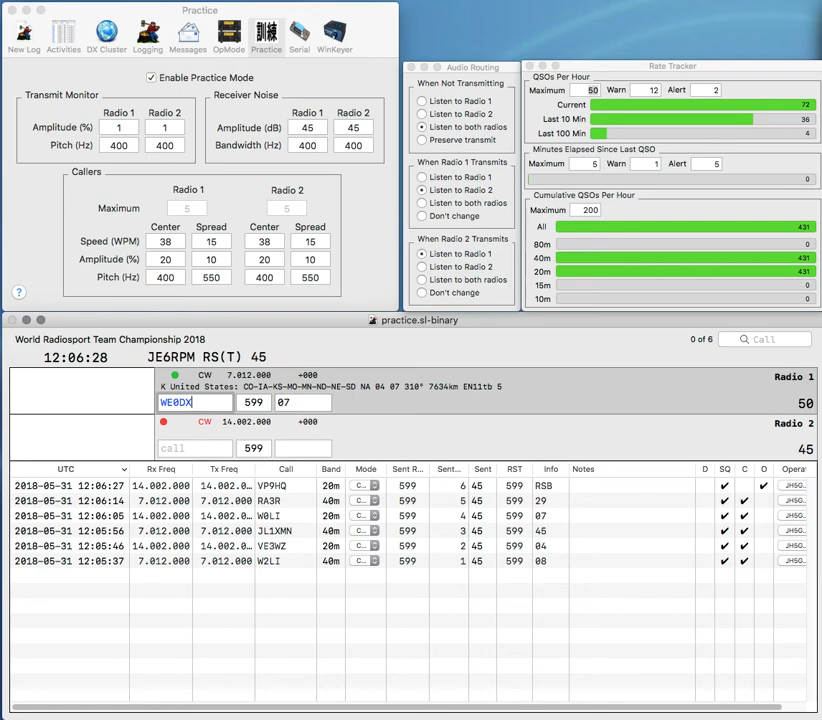 Practice
訓練
New Log Activities DX Cluster Logging Messages OpMode Practice Serial WinKeyer
Enable Practice Mode
Transmit Monitor
Radio 1 Radio 2
Amplitude (%) 1 1
Pitch (Hz) 400 400
Receiver Noise
Radio 1 Radio 2
Amplitude (dB) 45 45
Bandwidth (Hz) 400 400
Callers
Radio 1 Radio 2
Maximum 5 5
Center Spread Center Spread
Speed (WPM) 38 15 38 15
Amplitude (%) 20 10 20 10
Pitch (Hz) 400 550 400 550
?
Audio Routing
When Not Transmitting
Listen to Radio 1
Listen to Radio 2
Listen to both radios
Preserve transmit
When Radio 1 Transmits
Listen to Radio 1
Listen to Radio 2
Listen to both radios
Don't change
When Radio 2 Transmits
Listen to Radio 1
Listen to Radio 2
Listen to both radios
Don't change
Rate Tracker
QSOs Per Hour
Maximum 50 Warn 12 Alert 2
Current 72
Last 10 Min 36
Last 100 Min 4
Minutes Elapsed Since Last QSO
Maximum 5 Warn 1 Alert 5
0
Cumulative QSOs Per Hour
Maximum 200
All 431
80m 0
40m 431
20m 431
15m 0
10m 0
practice.sl-binary
World Radiosport Team Championship 2018 0 of 6 Call
12:06:28 JE6RPM RS(T) 45
CW 7.012.000 +000 Radio 1
K United States: CO-IA-KS-MO-MN-ND-NE-SD NA 04 07 310° 7634km EN11tb 5
WE0DX 599 07 50
CW 14.002.000 +000 Radio 2
call 599 45
UTC Rx Freq Tx Freq Call Band Mode Sent R... Sent... Sent RST Info Notes D SQ C O Operat
2018-05-31 12:06:27 14.002.000 14.002.0... VP9HQ 20m C... 599 6 45 599 RSB ✔ ✔ JH5G..
2018-05-31 12:06:14 7.012.000 7.012.000 RA3R 40m C... 599 5 45 599 29 ✔ ✔ JH5G..
2018-05-31 12:06:05 14.002.000 14.002.0... W0LI 20m C... 599 4 45 599 07 ✔ ✔ JH5G..
2018-05-31 12:05:56 7.012.000 7.012.000 JL1XMN 40m C... 599 3 45 599 45 ✔ ✔ JH5G..
2018-05-31 12:05:46 14.002.000 14.002.0... VE3WZ 20m C... 599 2 45 599 04 ✔ ✔ JH5G..
2018-05-31 12:05:37 7.012.000 7.012.000 W2LI 40m C... 599 1 45 599 08 ✔ ✔ JH5G..